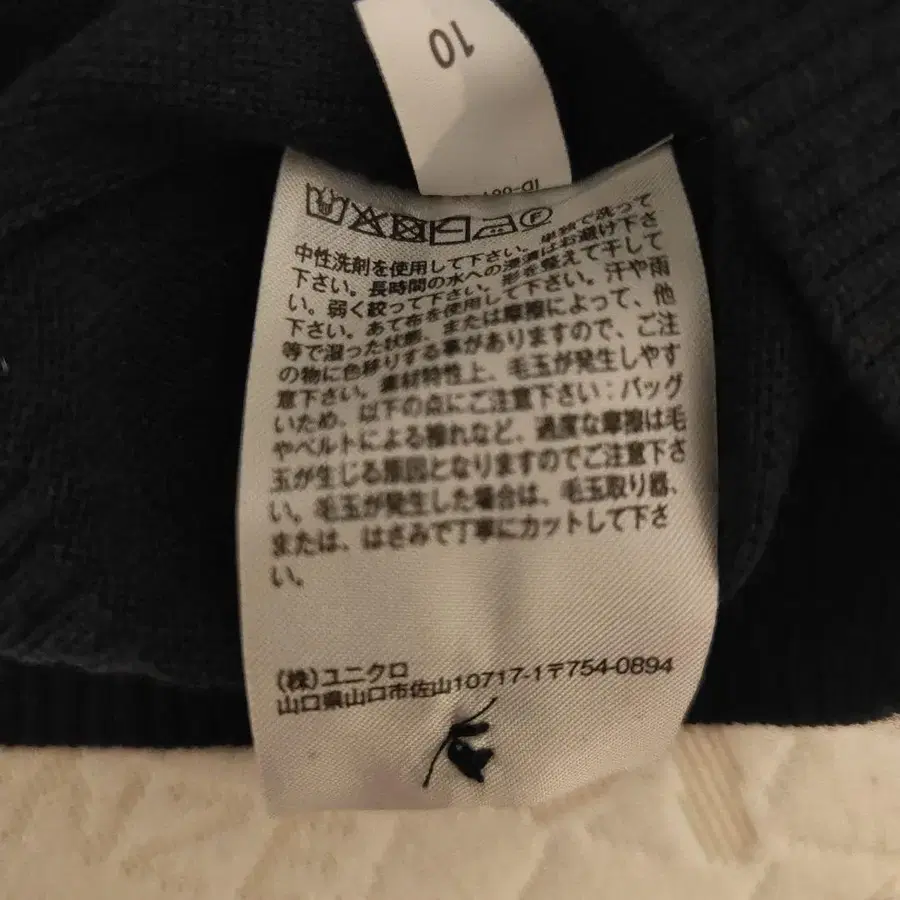 10
中性洗剤を使用して下さい。単独で洗って
下さい。長時間の水への浸漬はお避け下さ
い。弱く絞って下さい。形を整えて干して
下さい。あて布を使用して下さい。汗や雨
等で湿った状態、または摩擦によって、他
の物に色移りする事がありますので、ご注
意下さい。素材特性上、毛玉が発生しやす
いため、以下の点にご注意下さい：バッグ
やベルトによる擦れなど、過度な摩擦は毛
玉が生じる原因となりますのでご注意下さ
い。毛玉が発生した場合は、毛玉取り器、
または、はさみで丁寧にカットして下さ
い。
(株)ユニクロ
山口県山口市佐山10717-1〒754-0894